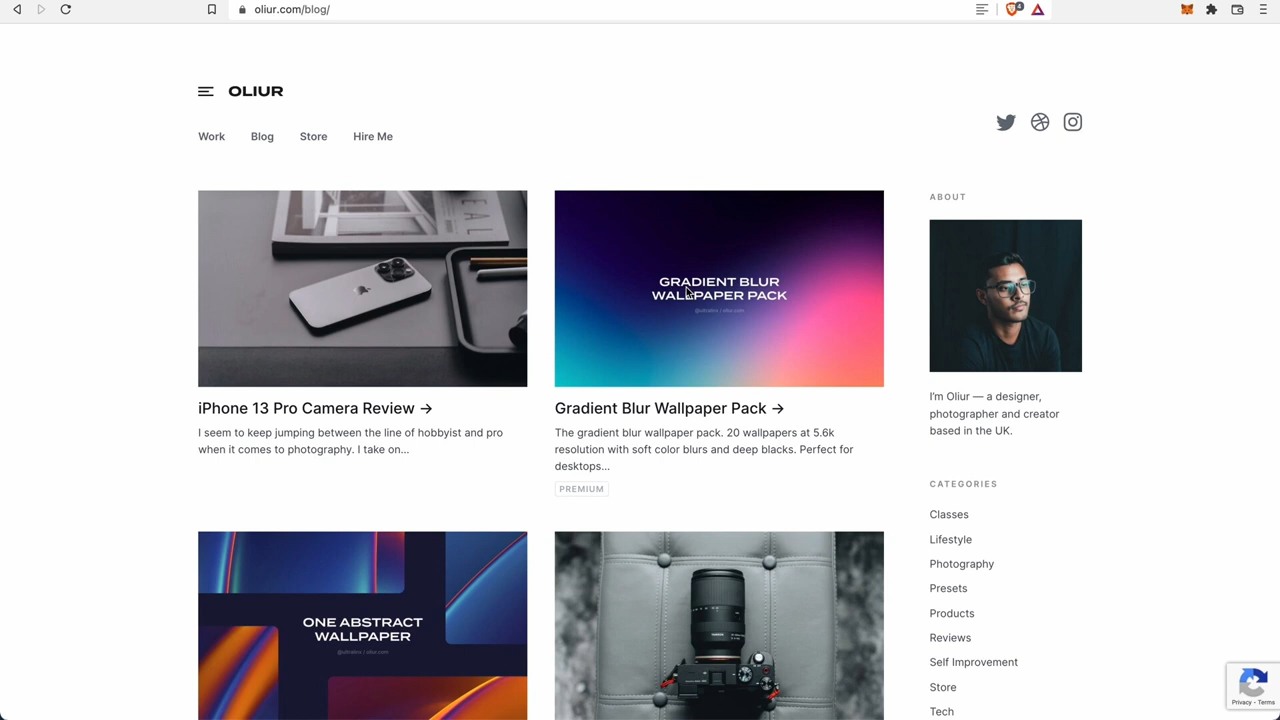 oliur.com/blog/
OLIUR
Work Blog Store Hire Me
GRADIENT BLUR
WALLPAPER PACK
iPhone 13 Pro Camera Review →
I seem to keep jumping between the line of hobbyist and pro
when it comes to photography. I take on...
Gradient Blur Wallpaper Pack →
The gradient blur wallpaper pack. 20 wallpapers at 5.6k
resolution with soft color blurs and deep blacks. Perfect for
desktops...
PREMIUM
ONE ABSTRACT
WALLPAPER
ABOUT
I'm Oliur — a designer,
photographer and creator
based in the UK.
CATEGORIES
Classes
Lifestyle
Photography
Presets
Products
Reviews
Self Improvement
Store
Tech
Privacy - Terms